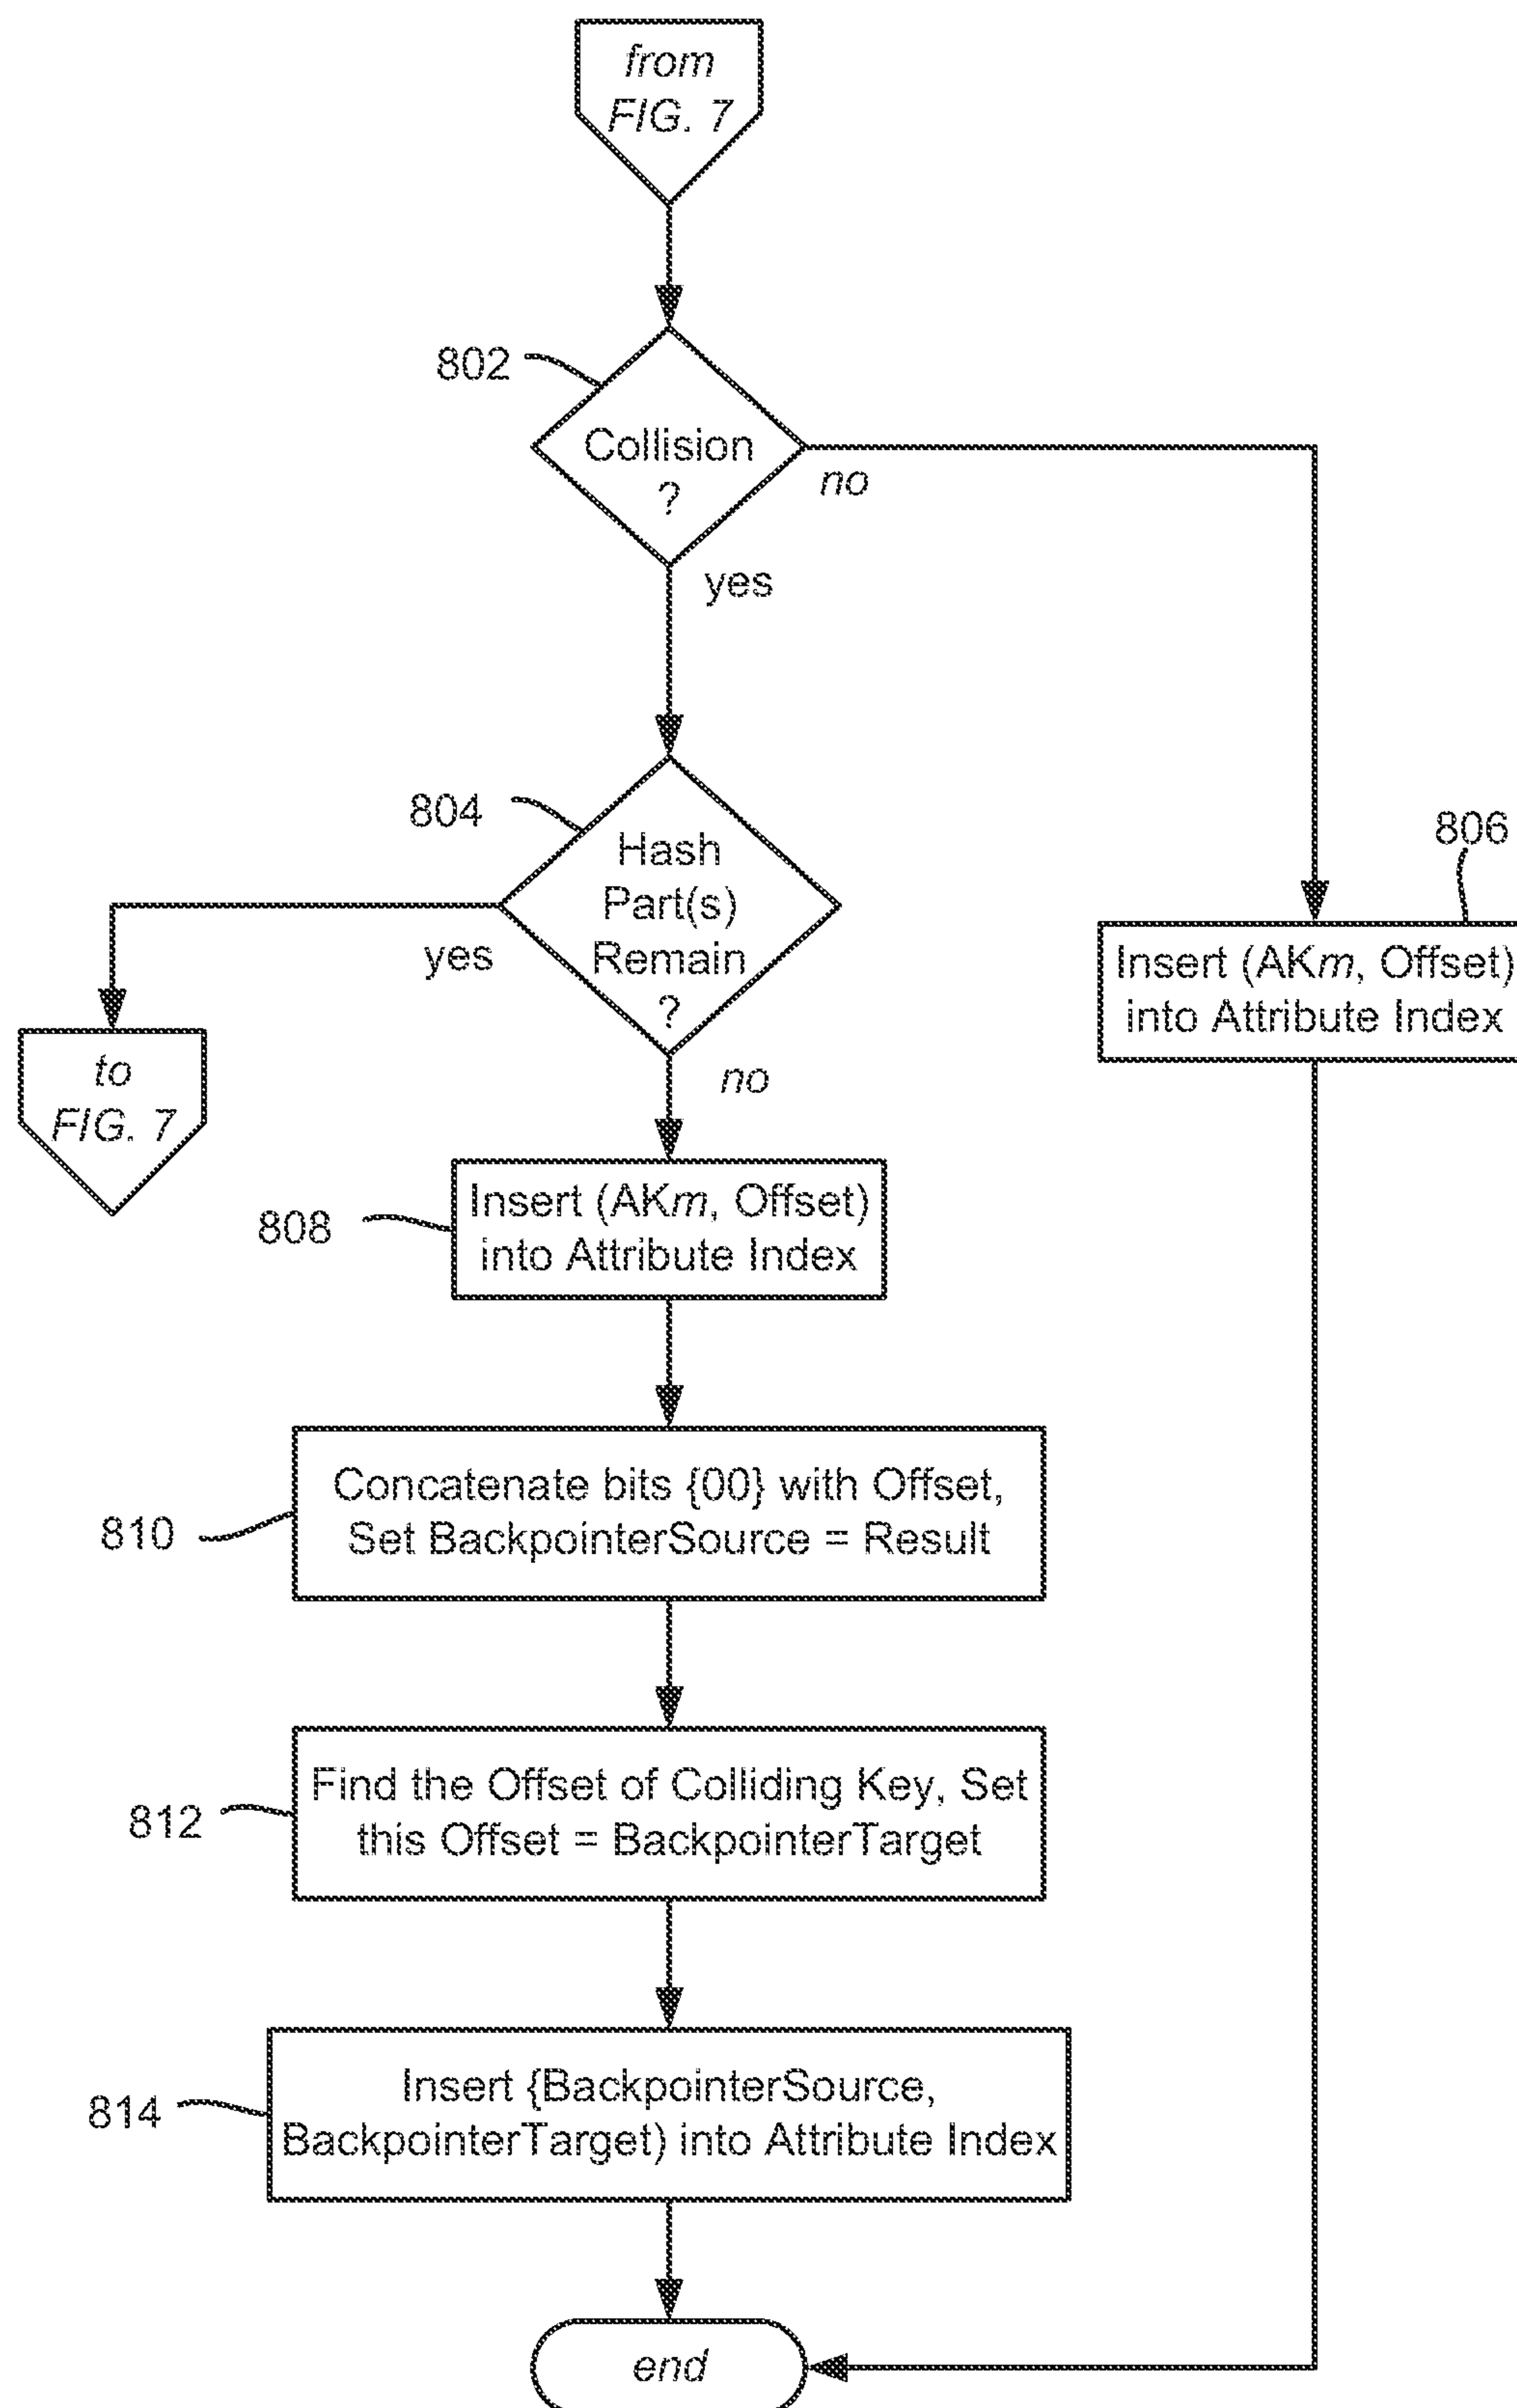 from
FIG. 7
802
Collision
?
no
yes
804
Hash
Part(s)
Remain
?
yes
no
806
Insert (AKm, Offset)
into Attribute Index
to
FIG. 7
808
Insert (AKm, Offset)
into Attribute Index
810
Concatenate bits {00} with Offset,
Set BackpointerSource = Result
812
Find the Offset of Colliding Key, Set
this Offset = BackpointerTarget
814
Insert {BackpointerSource,
BackpointerTarget) into Attribute Index
end